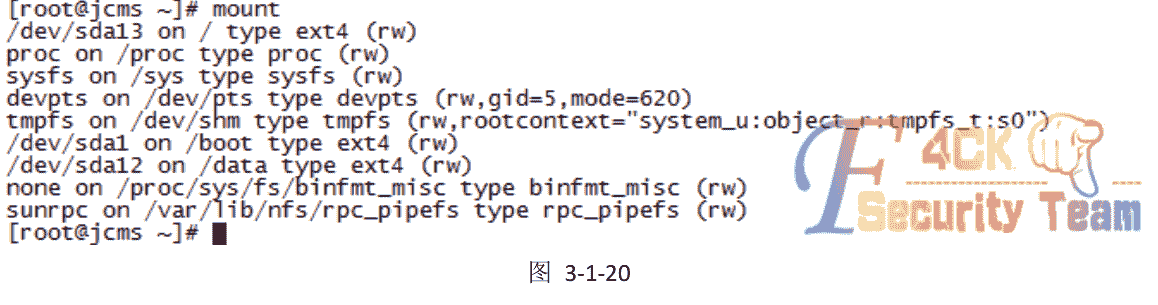 [root@jcms ~]# mount
/dev/sda13 on / type ext4 (rw)
proc on /proc type proc (rw)
sysfs on /sys type sysfs (rw)
devpts on /dev/pts type devpts (rw,gid=5,mode=620)
tmpfs on /dev/shm type tmpfs (rw,rootcontext="system_u:object_r:tmpfs_t:s0")
/dev/sda1 on /boot type ext4 (rw)
/dev/sda12 on /data type ext4 (rw)
none on /proc/sys/fs/binfmt_misc type binfmt_misc (rw)
sunrpc on /var/lib/nfs/rpc_pipefs type rpc_pipefs (rw)
[root@jcms ~]#
F4CK
Security Team
图 3-1-20